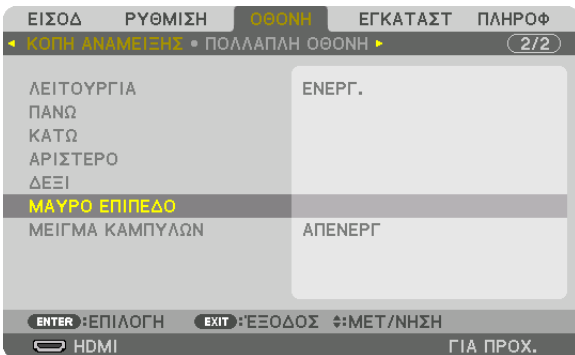 ΕΙΣΟΔ ΡΥΘΜΙΣΗ ΟΘΟΝΗ ΕΓΚΑΤΑΣΤ ΠΛΗΡΟΦ
◀ ΚΟΠΗ ΑΝΑΜΕΙΞΗΣ • ΠΟΛΛΑΠΛΗ ΟΘΟΝΗ ▶ 2/2
ΛΕΙΤΟΥΡΓΙΑ ΕΝΕΡΓ.
ΠΑΝΩ
ΚΑΤΩ
ΑΡΙΣΤΕΡΟ
ΔΕΞΙ
ΜΑΥΡΟ ΕΠΙΠΕΔΟ
ΜΕΙΓΜΑ ΚΑΜΠΥΛΩΝ ΑΠΕΝΕΡΓ
ENTER :ΕΠΙΛΟΓΗ EXIT :ΈΞΟΔΟΣ ⬍:ΜΕΤ/ΝΗΣΗ
HDMI ΓΙΑ ΠΡΟΧ.